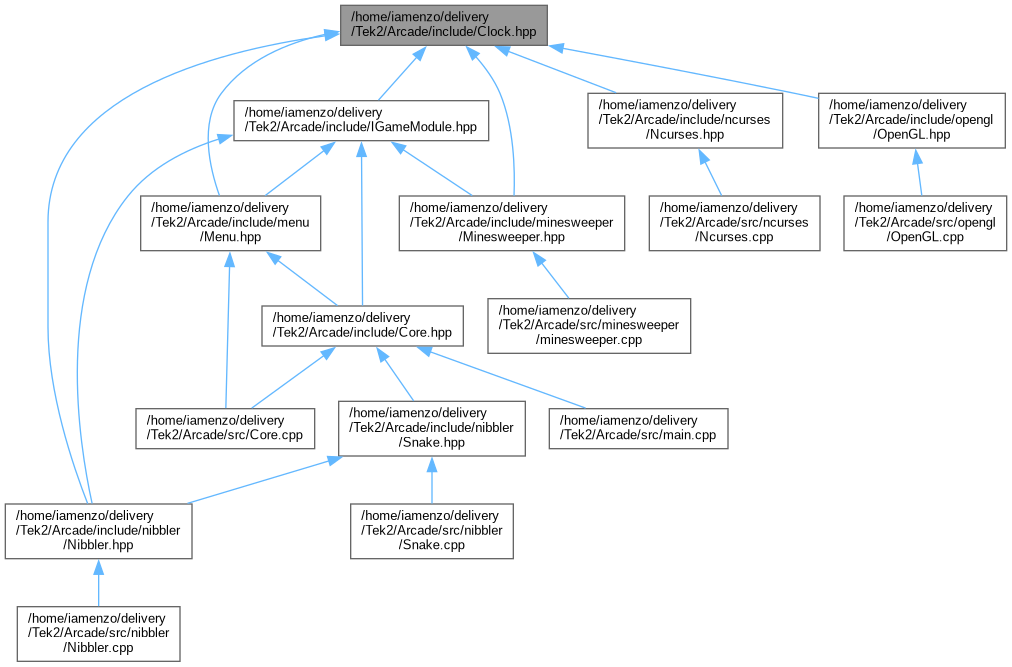 /home/iamenzo/delivery
/Tek2/Arcade/include/Clock.hpp
/home/iamenzo/delivery
/Tek2/Arcade/include/IGameModule.hpp
/home/iamenzo/delivery
/Tek2/Arcade/include/ncurses
/Ncurses.hpp
/home/iamenzo/delivery
/Tek2/Arcade/include/opengl
/OpenGL.hpp
/home/iamenzo/delivery
/Tek2/Arcade/include/menu
/Menu.hpp
/home/iamenzo/delivery
/Tek2/Arcade/include/minesweeper
/Minesweeper.hpp
/home/iamenzo/delivery
/Tek2/Arcade/src/ncurses
/Ncurses.cpp
/home/iamenzo/delivery
/Tek2/Arcade/src/opengl
/OpenGL.cpp
/home/iamenzo/delivery
/Tek2/Arcade/include/Core.hpp
/home/iamenzo/delivery
/Tek2/Arcade/src/minesweeper
/minesweeper.cpp
/home/iamenzo/delivery
/Tek2/Arcade/src/Core.cpp
/home/iamenzo/delivery
/Tek2/Arcade/include/nibbler
/Snake.hpp
/home/iamenzo/delivery
/Tek2/Arcade/src/main.cpp
/home/iamenzo/delivery
/Tek2/Arcade/include/nibbler
/Nibbler.hpp
/home/iamenzo/delivery
/Tek2/Arcade/src/nibbler
/Snake.cpp
/home/iamenzo/delivery
/Tek2/Arcade/src/nibbler
/Nibbler.cpp